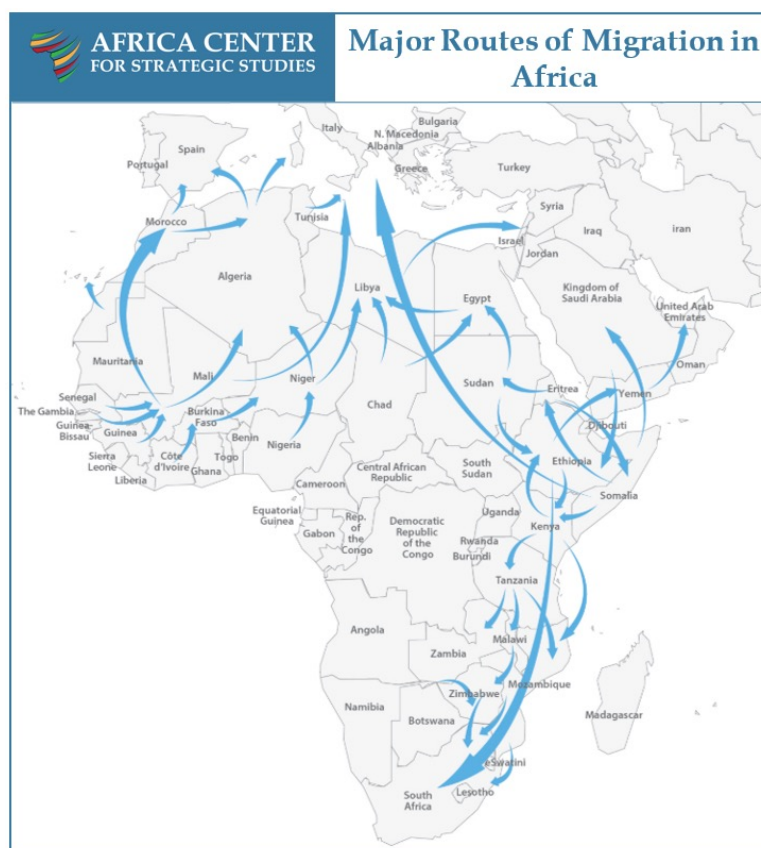 AFRICA CENTER
FOR STRATEGIC STUDIES
Major Routes of Migration in
Africa
Italy
Bulgaria
N. Macedonia
Albania
Spain
Portugal
Greece
Turkey
Syria
Iraq
iran
Morocco
Tunisia
Israel
Jordan
Algeria
Libya
Egypt
Kingdom of
Saudi Arabia
United Arab
Emirates
Oman
Mauritania
Mali
Niger
Chad
Sudan
Eritrea
Yemen
Senegal
The Gambia
Guinea-
Bissau
Guinea
Burkina
Faso
Djibouti
Sierra
Leone
Liberia
Côte
d'Ivoire
Ghana
Togo
Benin
Nigeria
Cameroon
Central African
Republic
South
Sudan
Ethiopia
Somalia
Equatorial
Guinea
Gabon
Rep.
of the
Congo
Democratic
Republic
of the Congo
Uganda
Kenya
Rwanda
Burundi
Tanzania
Angola
Zambia
Malawi
Mozambique
Zimbabwe
Namibia
Botswana
Madagascar
eSwatini
South
Africa
Lesotho